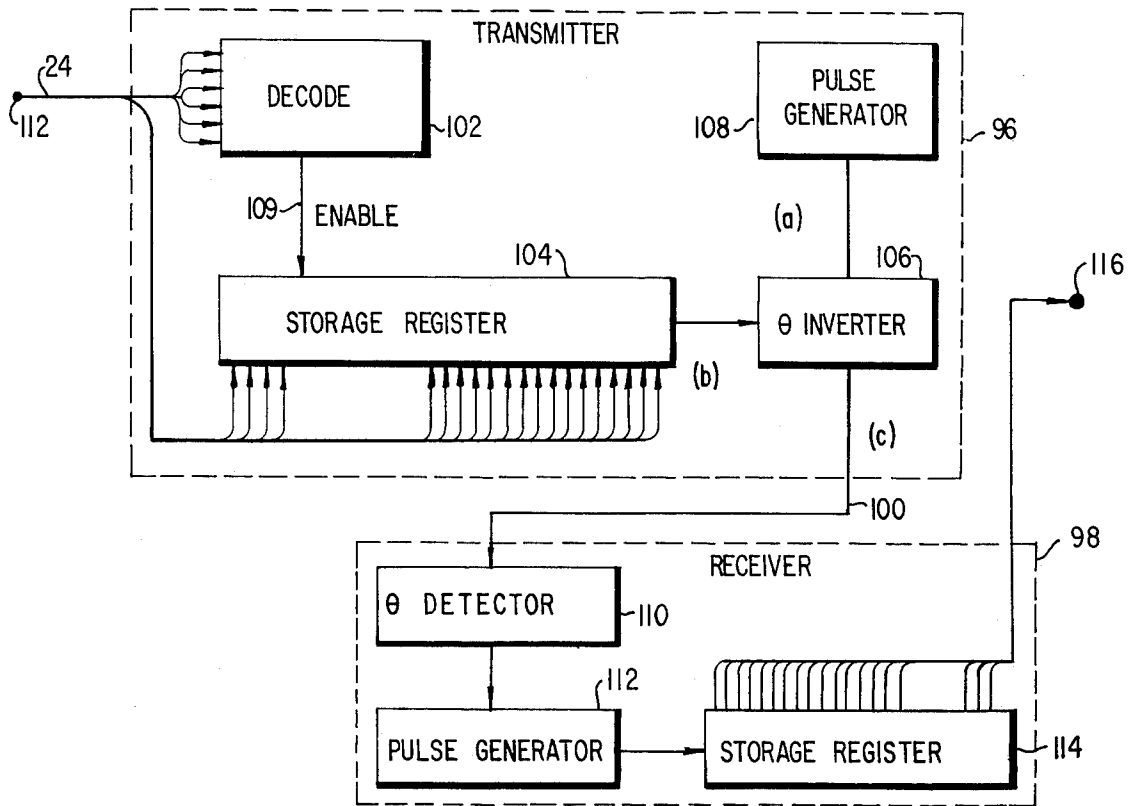 TRANSMITTER
24
112
DECODE
102
PULSE
GENERATOR
108
96
109
ENABLE
(a)
104
106
116
STORAGE REGISTER
θ INVERTER
(b)
(c)
100
98
RECEIVER
θ DETECTOR
110
112
PULSE GENERATOR
STORAGE REGISTER
114